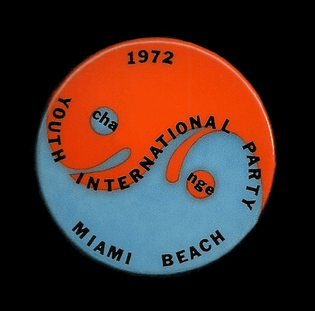 1972
YOUTH INTERNATIONAL PARTY
cha
nge
MIAMI BEACH